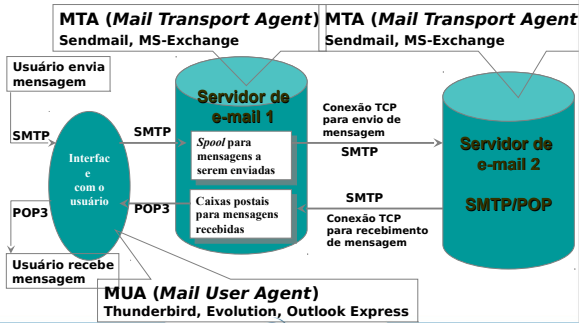 MTA (Mail Transport Agent)
Sendmail, MS-Exchange
MTA (Mail Transport Agent
Sendmail, MS-Exchange
Usuário envia
mensagem
SMTP
Interfac
e
com o
usuário
SMTP
Servidor de
e-mail 1
Spool para
mensagens a
serem enviadas
Conexão TCP
para envio de
mensagem
SMTP
Servidor de
e-mail 2
SMTP/POP
POP3
POP3
Caixas postais
para mensagens
recebidas
SMTP
Conexão TCP
para recebimento
de mensagem
Usuário recebe
mensagem
MUA (Mail User Agent)
Thunderbird, Evolution, Outlook Express